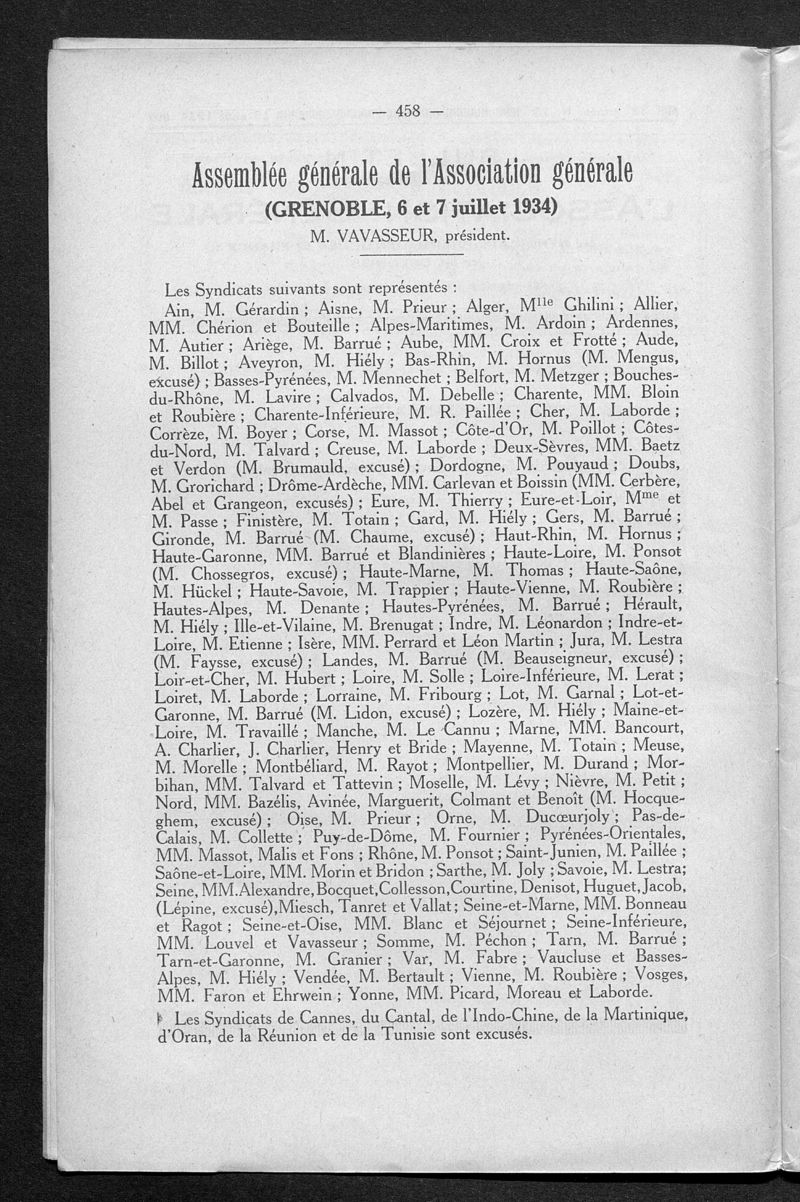 — 458 —
Assemblée générale de l'Association générale
(GRENOBLE, 6 et 7 juillet 1934)
M. VAVASSEUR, président.
Les Syndicats suivants sont représentés :
Ain, M. Gérardin ; Aisne, M. Prieur ; Alger, Mlle Ghilini ; Allier,
MM. Chérion et Bouteille ; Alpes-Maritimes, M. Ardoin ; Ardennes,
M. Autier ; Ariège, M. Barrué ; Aube, MM. Croix et Frotté ; Aude,
M. Billot ; Aveyron, M. Hiély ; Bas-Rhin, M. Hornus (M. Mengus,
excusé) ; Basses-Pyrénées, M. Mennechet ; Belfort, M. Metzger ; Bouches-
du-Rhône, M. Lavire ; Calvados, M. Debelle ; Charente, MM. Bloin
et Roubière ; Charente-Inférieure, M. R. Paillée ; Cher, M. Laborde ;
Corrèze, M. Boyer ; Corse, M. Massot ; Côte-d'Or, M. Poillot ; Côtes-
du-Nord, M. Talvard ; Creuse, M. Laborde ; Deux-Sèvres, MM. Baetz
et Verdon (M. Brumauld, excusé) ; Dordogne, M. Pouyaud ; Doubs,
M. Grorichard ; Drôme-Ardèche, MM. Carlevan et Boissin (MM. Cerbère,
Abel et Grangeon, excusés) ; Eure, M. Thierry ; Eure-et-Loir, Mme et
M. Passe ; Finistère, M. Totain ; Gard, M. Hiély ; Gers, M. Barrué ;
Gironde, M. Barrué (M. Chaume, excusé) ; Haut-Rhin, M. Hornus ;
Haute-Garonne, MM. Barrué et Blandinières ; Haute-Loire, M. Ponsot
(M. Chossegros, excusé) ; Haute-Marne, M. Thomas ; Haute-Saône,
M. Hückel ; Haute-Savoie, M. Trappier ; Haute-Vienne, M. Roubière ;
Hautes-Alpes, M. Denante ; Hautes-Pyrénées, M. Barrué ; Hérault,
M. Hiély ; Ille-et-Vilaine, M. Brenugat ; Indre, M. Léonardon ; Indre-et-
Loire, M. Etienne ; Isère, MM. Perrard et Léon Martin ; Jura, M. Lestra
(M. Faysse, excusé) ; Landes, M. Barrué (M. Beauseigneur, excusé) ;
Loir-et-Cher, M. Hubert ; Loire, M. Solle ; Loire-Inférieure, M. Lerat ;
Loiret, M. Laborde ; Lorraine, M. Fribourg ; Lot, M. Garnal ; Lot-et-
Garonne, M. Barrué (M. Lidon, excusé) ; Lozère, M. Hiély ; Maine-et-
Loire, M. Travaillé ; Manche, M. Le Cannu ; Marne, MM. Bancourt,
A. Charlier, J. Charlier, Henry et Bride ; Mayenne, M. Totain ; Meuse,
M. Morelle ; Montbéliard, M. Rayot ; Montpellier, M. Durand ; Mor-
bihan, MM. Talvard et Tattevin ; Moselle, M. Lévy ; Nièvre, M. Petit ;
Nord, MM. Bazélis, Avinée, Marguerit, Colmant et Benoît (M. Hocque-
ghem, excusé) ; Oise, M. Prieur ; Orne, M. Ducœurjoly ; Pas-de-
Calais, M. Collette ; Puy-de-Dôme, M. Fournier ; Pyrénées-Orientales,
MM. Massot, Malis et Fons ; Rhône, M. Ponsot ; Saint-Junien, M. Paillée ;
Saône-et-Loire, MM. Morin et Bridon ; Sarthe, M. Joly ; Savoie, M. Lestra;
Seine, MM.Alexandre,Bocquet,Collesson,Courtine, Denisot, Huguet,Jacob,
(Lépine, excusé),Miesch, Tanret et Vallat ; Seine-et-Marne, MM. Bonneau
et Ragot ; Seine-et-Oise, MM. Blanc et Séjournet ; Seine-Inférieure,
MM. Louvel et Vavasseur ; Somme, M. Péchon ; Tarn, M. Barrué ;
Tarn-et-Garonne, M. Granier ; Var, M. Fabre ; Vaucluse et Basses-
Alpes, M. Hiély ; Vendée, M. Bertault ; Vienne, M. Roubière ; Vosges,
MM. Faron et Ehrwein ; Yonne, MM. Picard, Moreau et Laborde.
Les Syndicats de Cannes, du Cantal, de l'Indo-Chine, de la Martinique,
d'Oran, de la Réunion et de la Tunisie sont excusés.